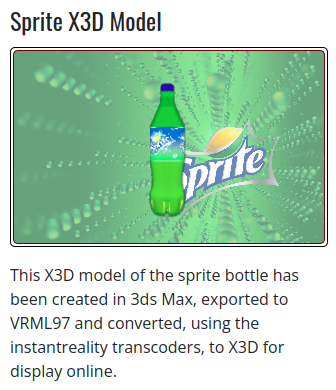 Sprite X3D Model
Sprite
This X3D model of the sprite bottle has
been created in 3ds Max, exported to
VRML97 and converted, using the
instantreality transcoders, to X3D for
display online.